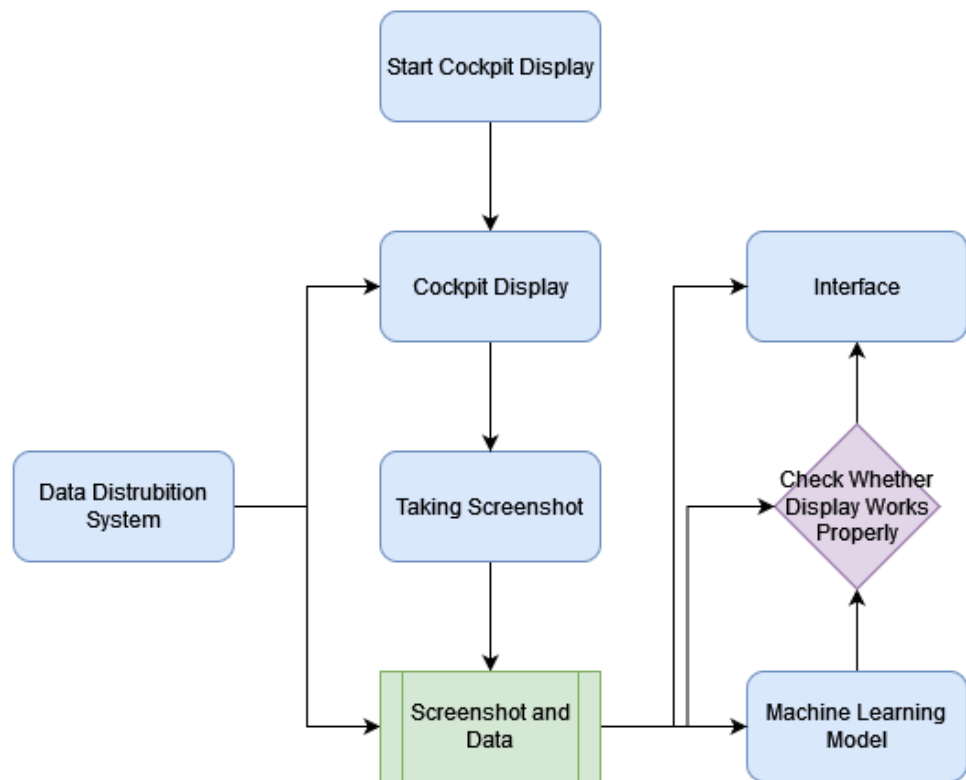 Start Cockpit Display
Cockpit Display
Interface
Data Distrubition
System
Taking Screenshot
Check Whether
Display Works
Properly
Screenshot and
Data
Machine Learning
Model